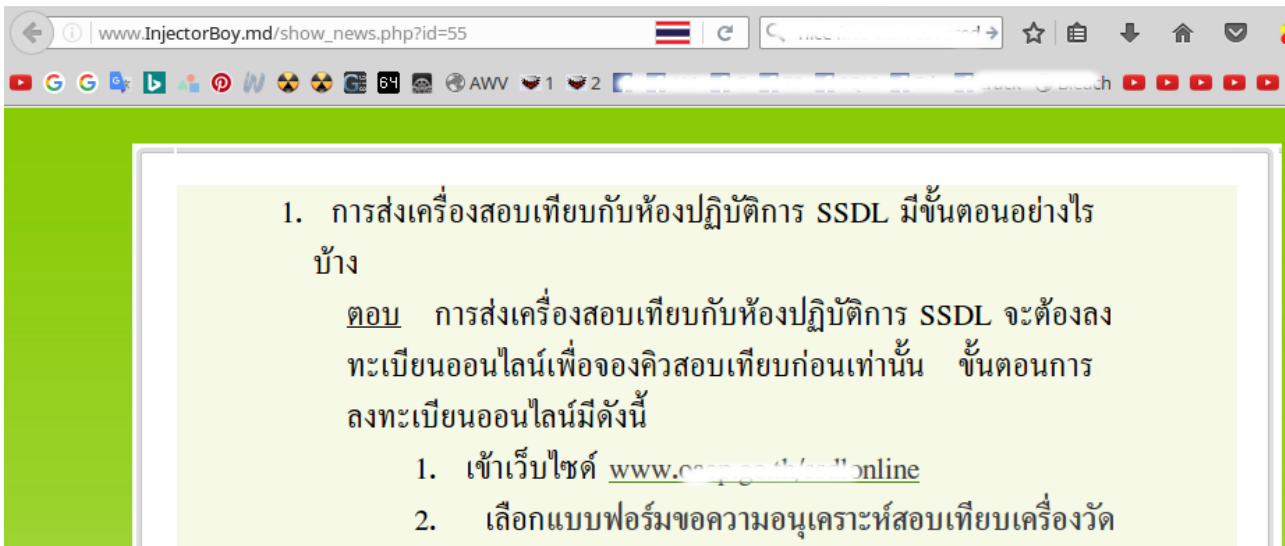 www.InjectorBoy.md/show_news.php?id=55
64 AWV 1 2
1. การส่งเครื่องสอบเทียบกับห้องปฏิบัติการ SSDL มีขั้นตอนอย่างไร
บ้าง
ตอบ การส่งเครื่องสอบเทียบกับห้องปฏิบัติการ SSDL จะต้องลง
ทะเบียนออนไลน์เพื่อจองคิวสอบเทียบก่อนเท่านั้น ขั้นตอนการ
ลงทะเบียนออนไลน์มีดังนี้
1. เข้าเว็บไซด์
2. เลือกแบบฟอร์มขอความอนุเคราะห์สอบเทียบเครื่องวัด